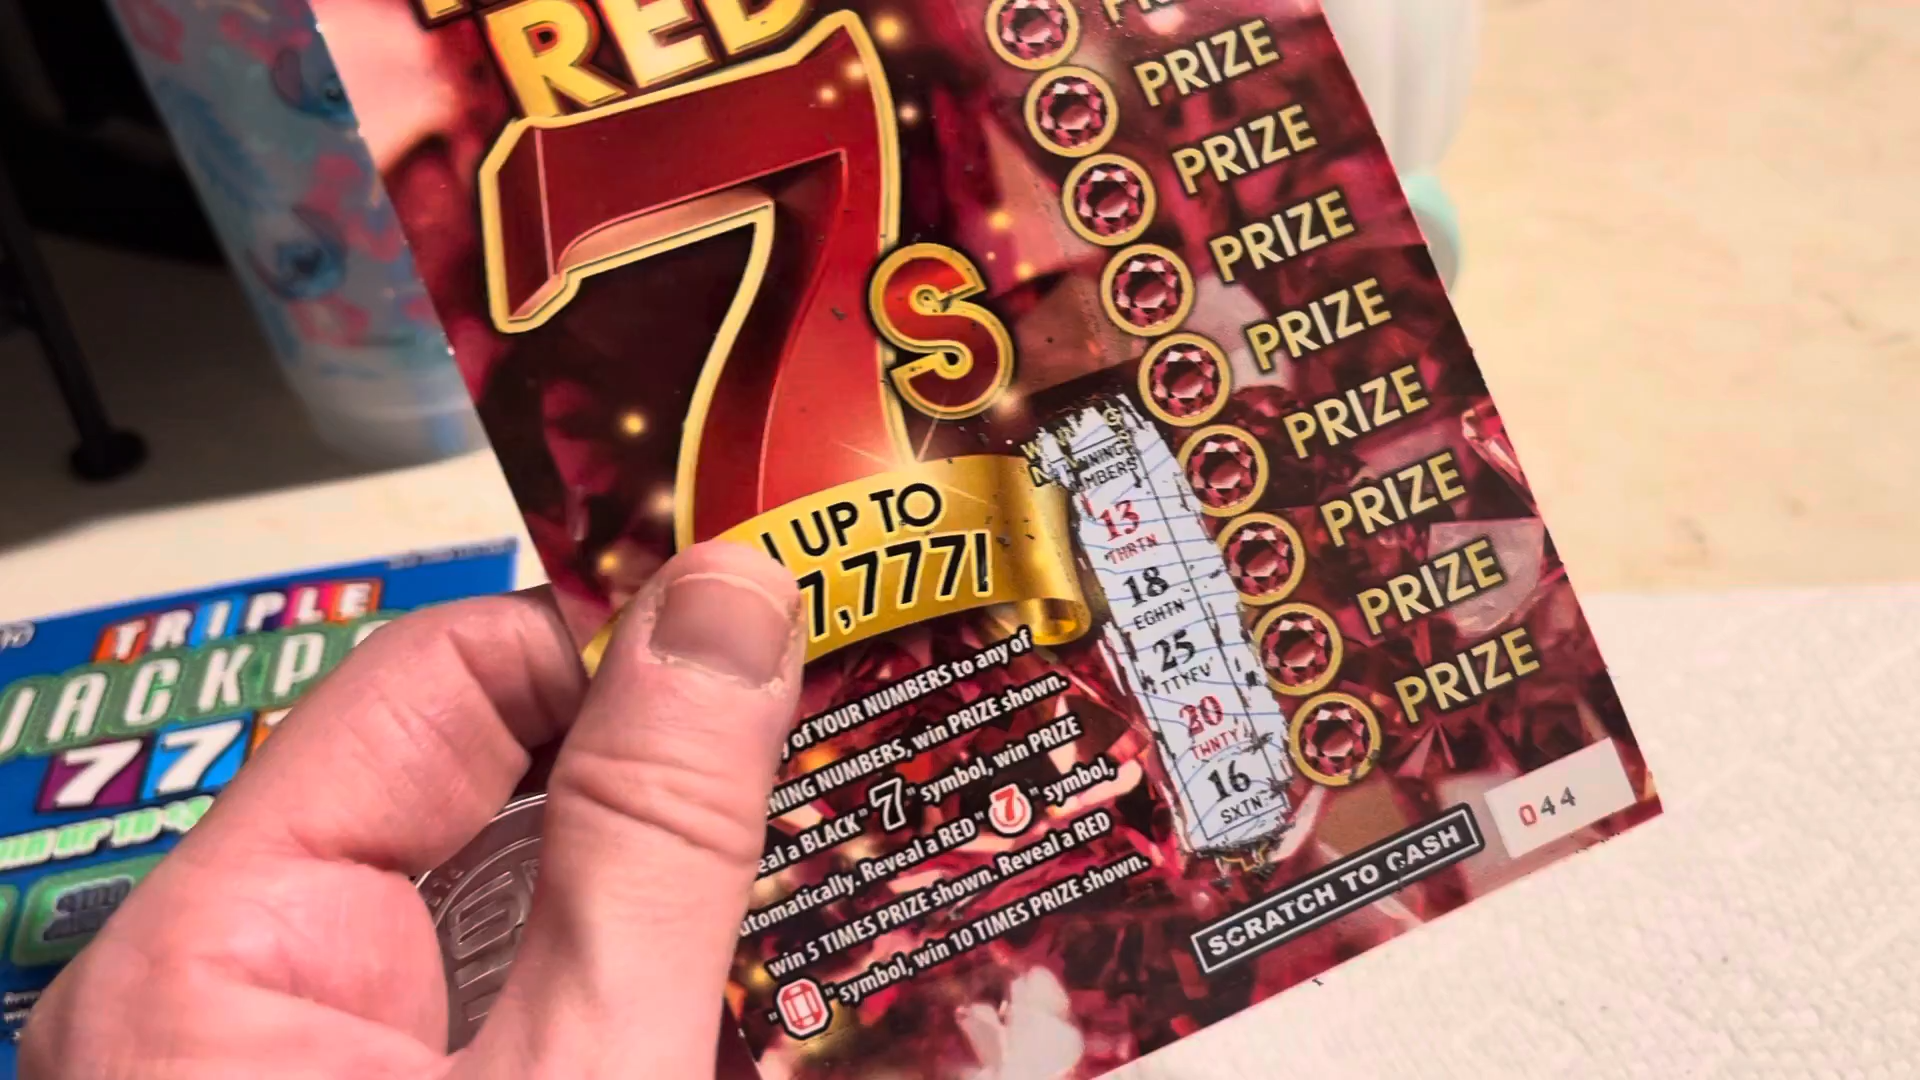 RED
7s
UP TO
1,777!
PRIZE
PRIZE
PRIZE
PRIZE
PRIZE
PRIZE
PRIZE
PRIZE
WINNING
NUMBERS
13
THRTN
18
EGHTN
25
TTYFV
20
TWNTY
16
SXTN
of YOUR NUMBERS to any of
NING NUMBERS, win PRIZE shown.
eal a BLACK "7" symbol, win PRIZE
utomatically. Reveal a RED "7" symbol,
win 5 TIMES PRIZE shown. Reveal a RED
" " symbol, win 10 TIMES PRIZE shown.
SCRATCH TO CASH
044
TRIPLE
JACKP
77